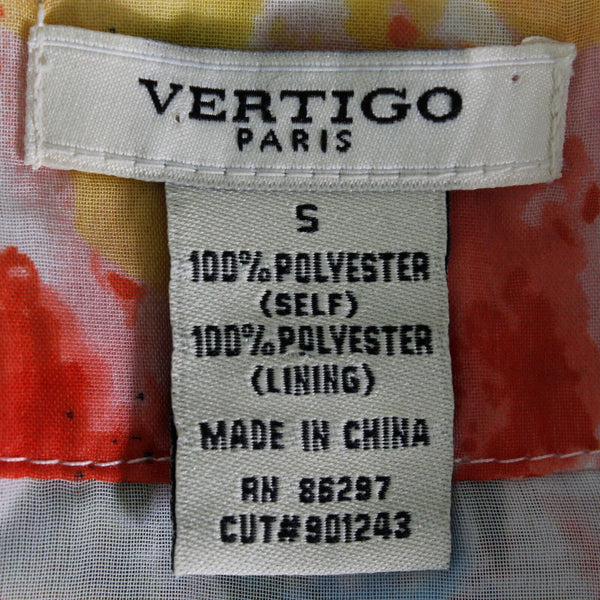 VERTIGO
PARIS
S
100% POLYESTER
(SELF)
100% POLYESTER
(LINING)
MADE IN CHINA
RN 86297
CUT#901243